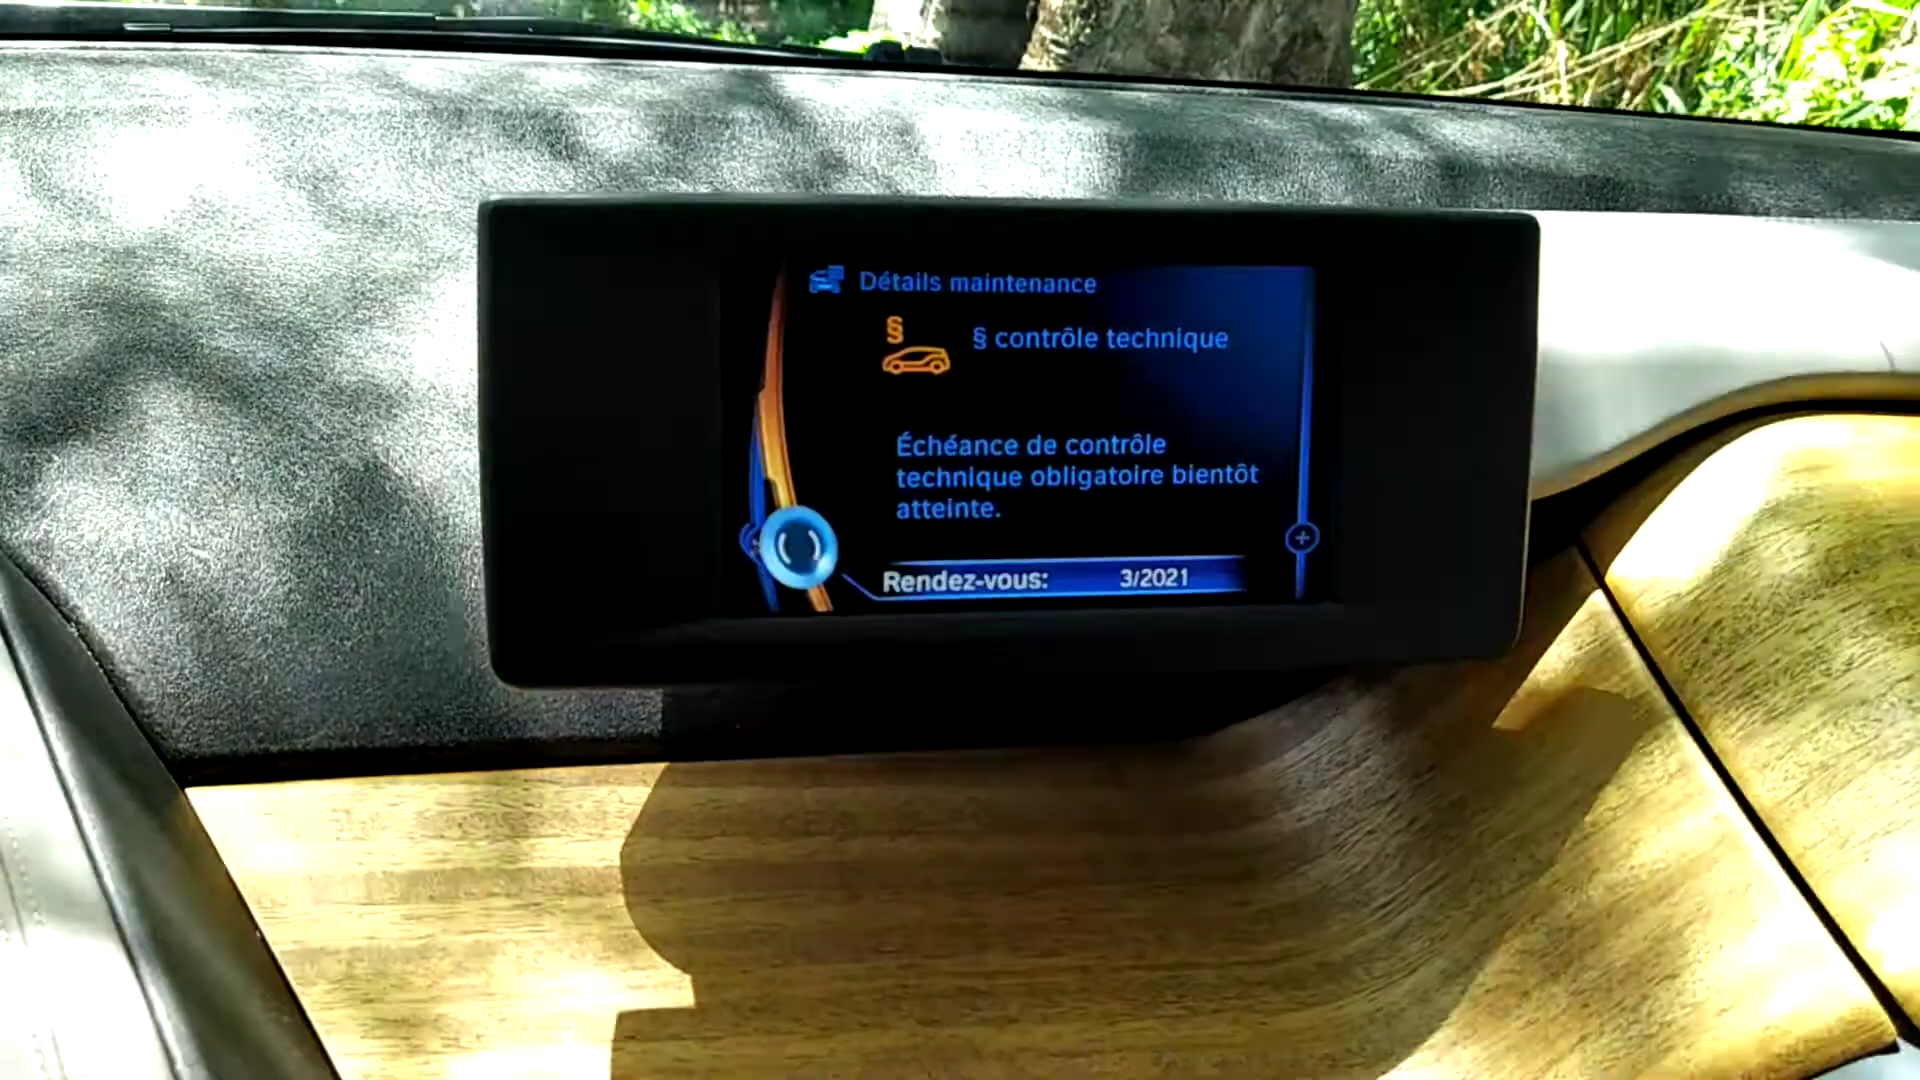 Détails maintenance
§
§ contrôle technique
Échéance de contrôle
technique obligatoire bientôt
atteinte.
Rendez-vous: 3/2021